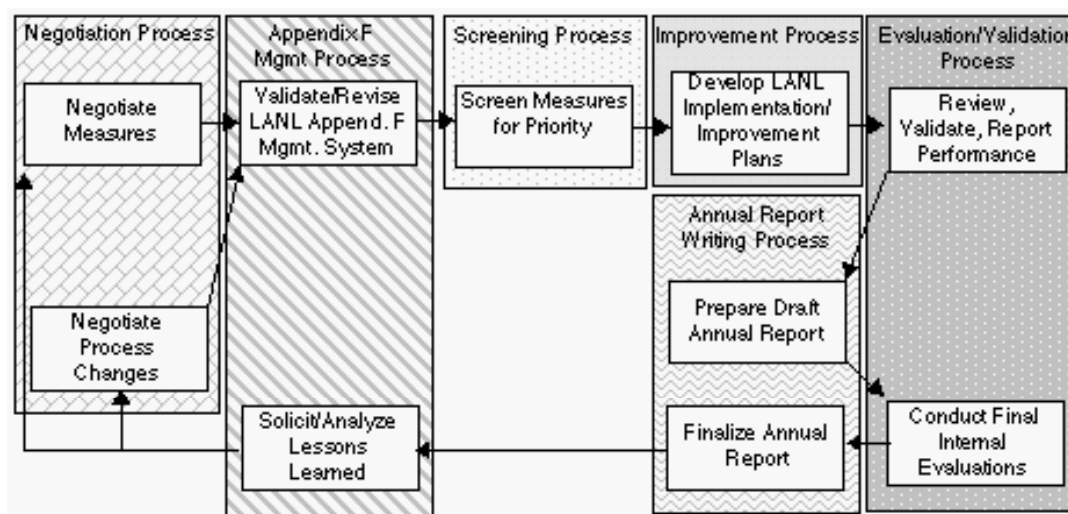 Negotiation Process
Negotiate
Measures
Negotiate
Process
Changes
Appendix F
Mgmt Process
Validate/Revise
LANL Append. F
Mgmt. System
Solicit/Analyze
Lessons
Learned
Screening Process
Screen Measures
for Priority
Improvement Process
Develop LANL
Implementation/
Improvement
Plans
Annual Report
Writing Process
Prepare Draft
Annual Report
Finalize Annual
Report
Evaluation/Validation
Process
Review,
Validate, Report
Performance
Conduct Final
Internal
Evaluations